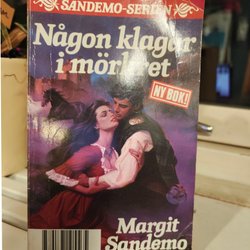 SANDEMO-SERIEN
Någon klagar
i mörkret
NY BOK!
Margit
Sandemo